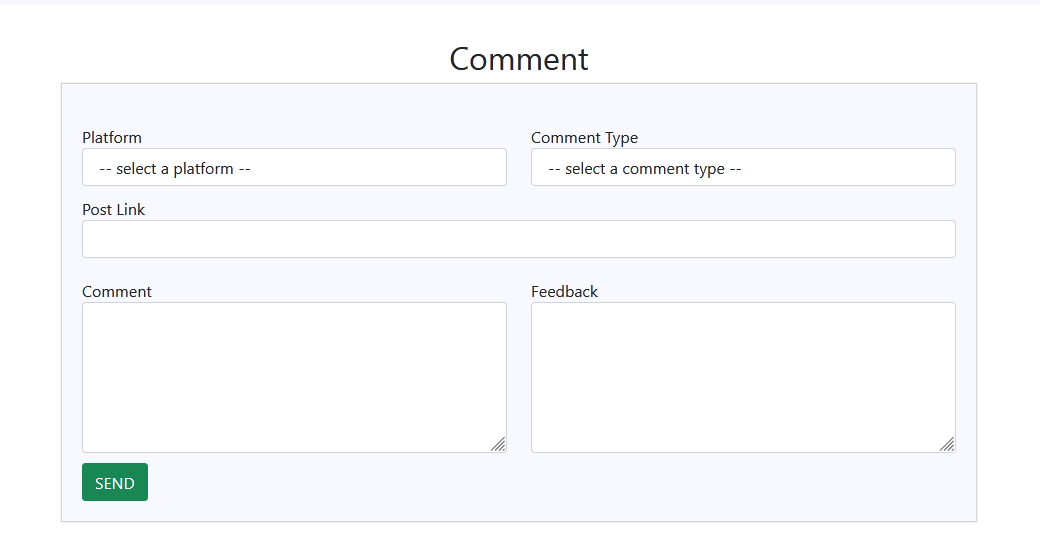 Comment
Platform
Comment Type
-- select a platform --
-- select a comment type --
Post Link
Comment
Feedback
SEND